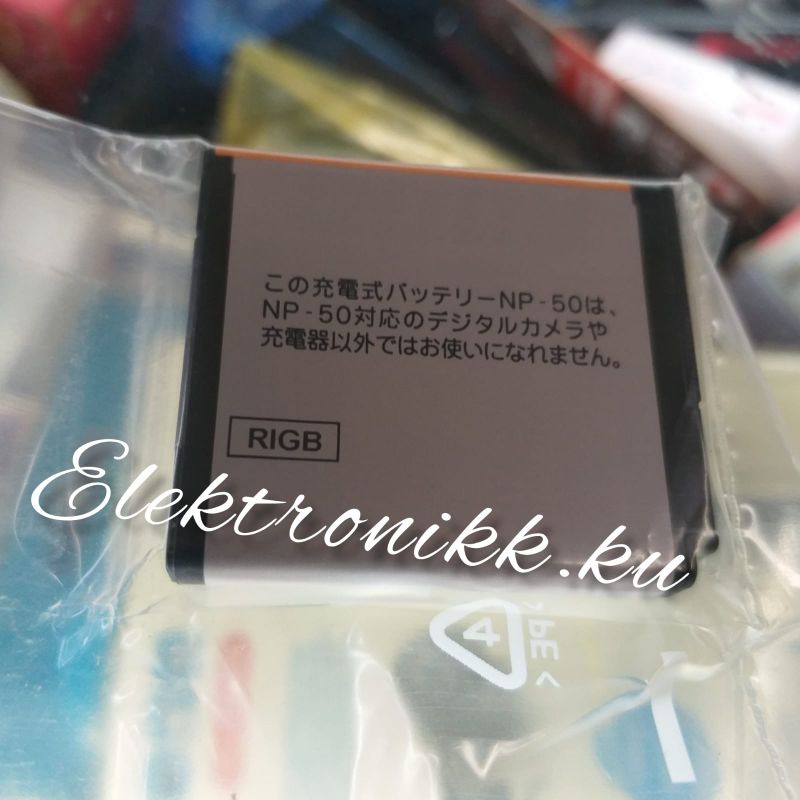 この充電式バッテリーNP-50は、
NP-50対応のデジタルカメラや
充電器以外ではお使いになれません。
RIGB
Elektronikk.ku
4